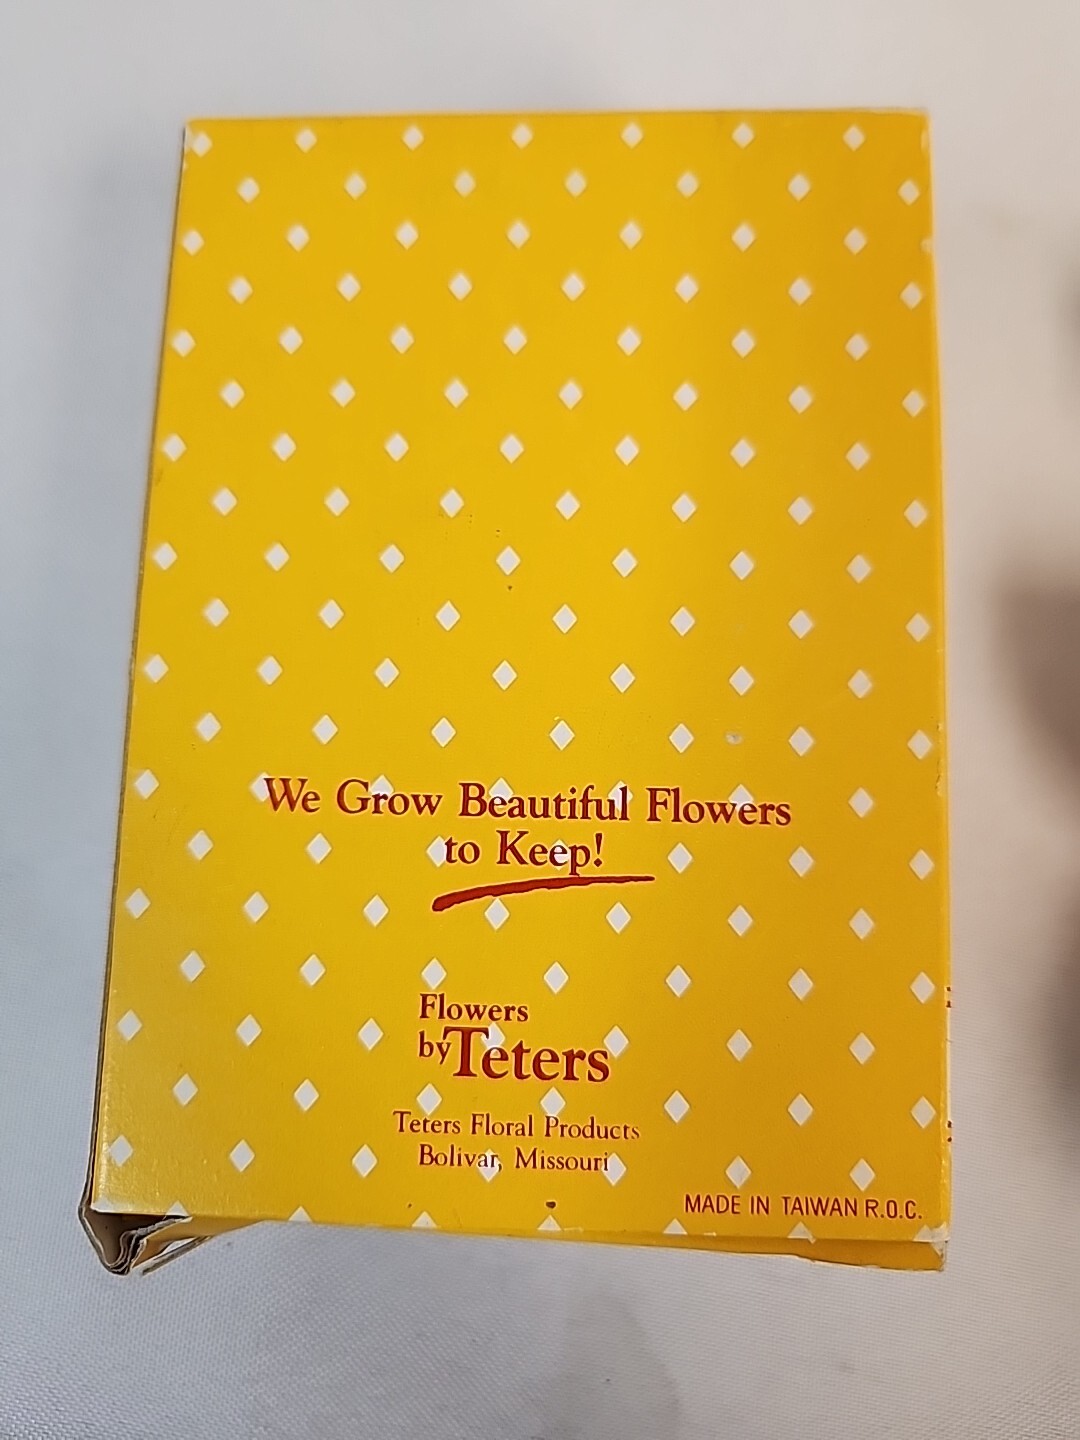 We Grow Beautiful Flowers
to Keep!
Flowers
by Teters
Teters Floral Products
Bolivar, Missouri
MADE IN TAIWAN R.O.C.